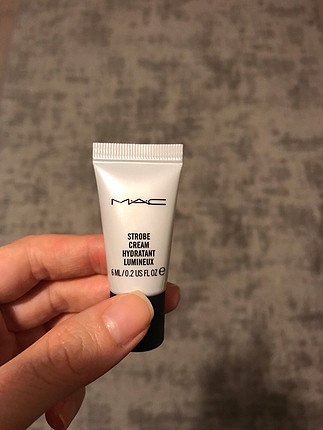 MAC
STROBE
CREAM
HYDRATANT
LUMINEUX
6 ML/0.2 US FL OZ ℮